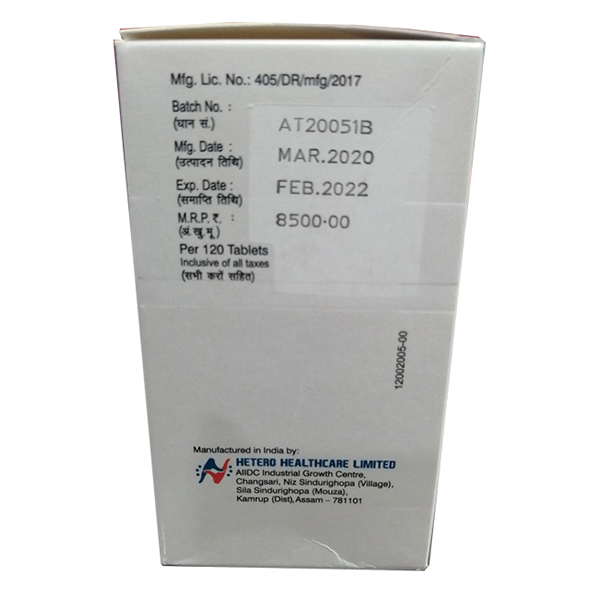 Mfg. Lic. No.: 405/DR/mfg/2017
Batch No. : AT20051B
(घान सं.)
Mfg. Date : MAR.2020
(उत्पादन तिथि)
Exp. Date : FEB.2022
(समाप्ति तिथि)
M.R.P. ₹. : 8500.00
(अं.खु.मू.)
Per 120 Tablets
Inclusive of all taxes
(सभी करों सहित)
12002005-00
Manufactured in India by:
HETERO HEALTHCARE LIMITED
AIIDC Industrial Growth Centre,
Changsari, Niz Sindurighopa (Village),
Sila Sindurighopa (Mouza),
Kamrup (Dist), Assam – 781101